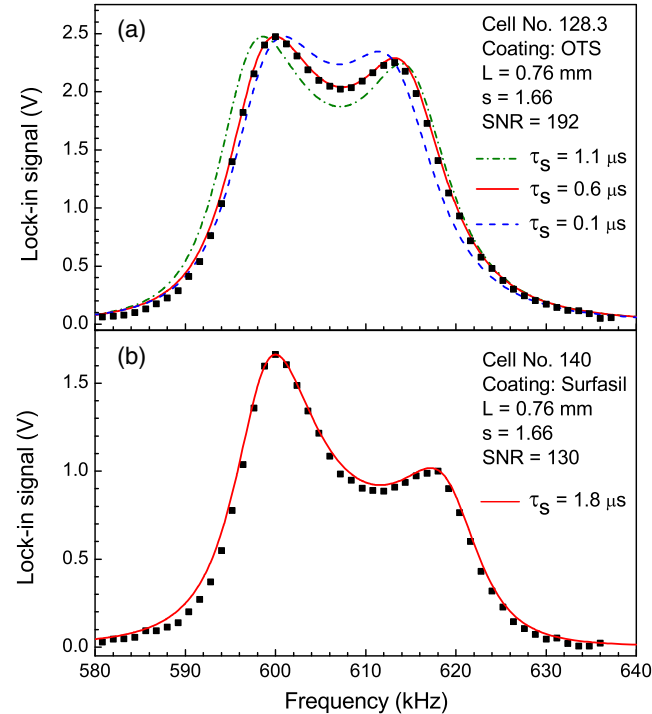 (a)
Cell No. 128.3
Coating: OTS
L = 0.76 mm
s = 1.66
SNR = 192
τS = 1.1 μs
τS = 0.6 μs
τS = 0.1 μs
Lock-in signal (V)
2.5
2.0
1.5
1.0
0.5
0.0
(b)
Cell No. 140
Coating: Surfasil
L = 0.76 mm
s = 1.66
SNR = 130
τS = 1.8 μs
Lock-in signal (V)
1.5
1.0
0.5
0.0
580 590 600 610 620 630 640
Frequency (kHz)